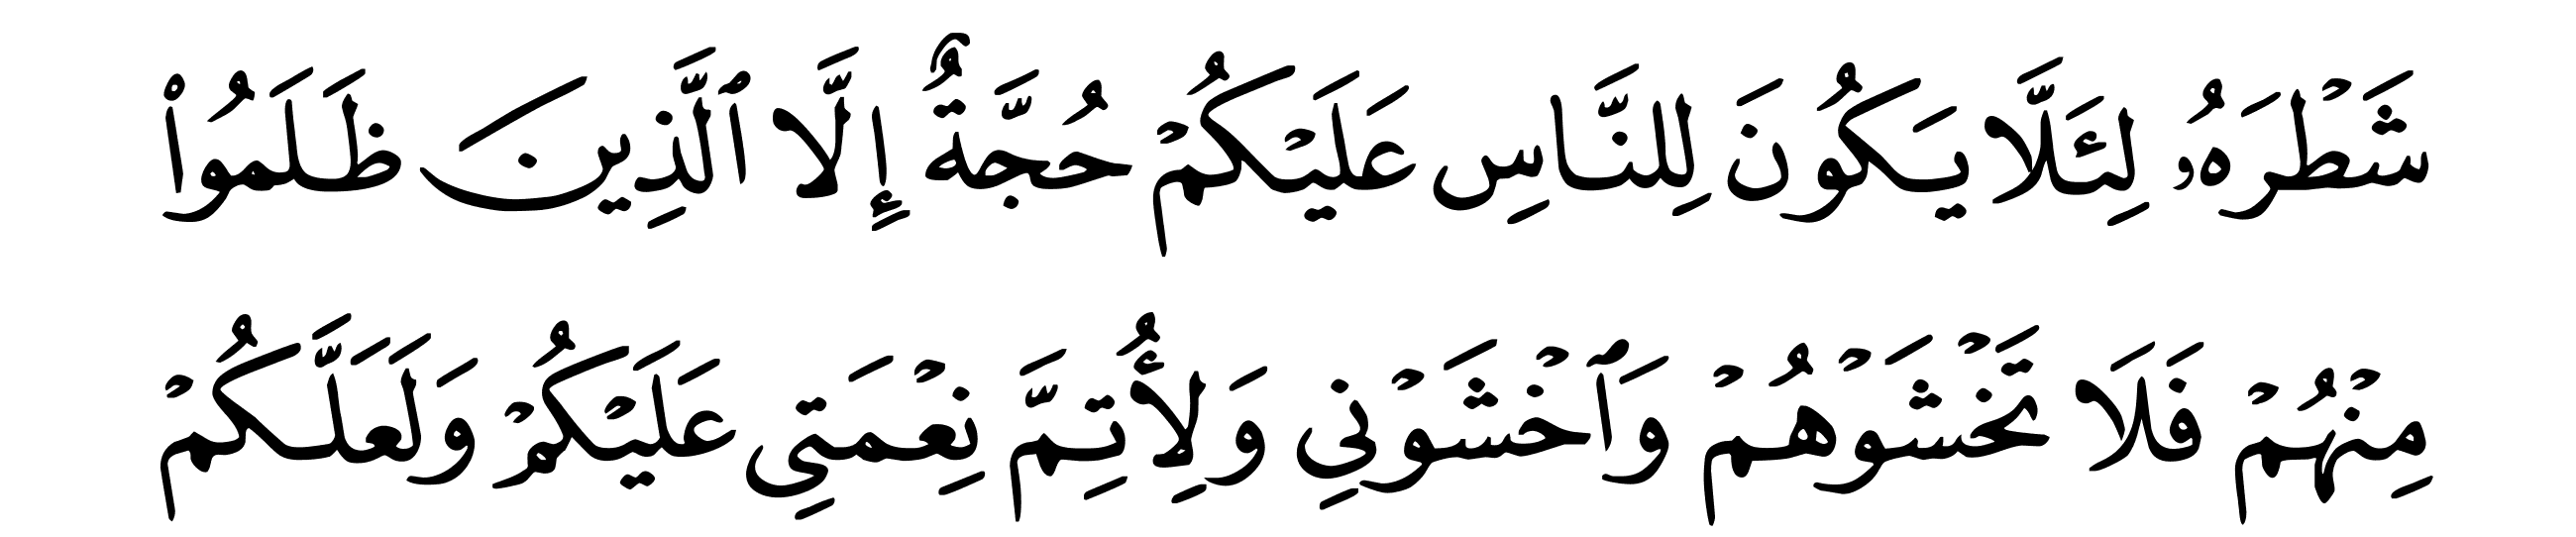 شَطْرَهُۥ لِئَلَّا يَكُونَ لِلنَّاسِ عَلَيْكُمْ حُجَّةٌ إِلَّا ٱلَّذِينَ ظَلَمُوا۟
مِنْهُمْ فَلَا تَخْشَوْهُمْ وَٱخْشَوْنِي وَلِأُتِمَّ نِعْمَتِي عَلَيْكُمْ وَلَعَلَّكُمْ